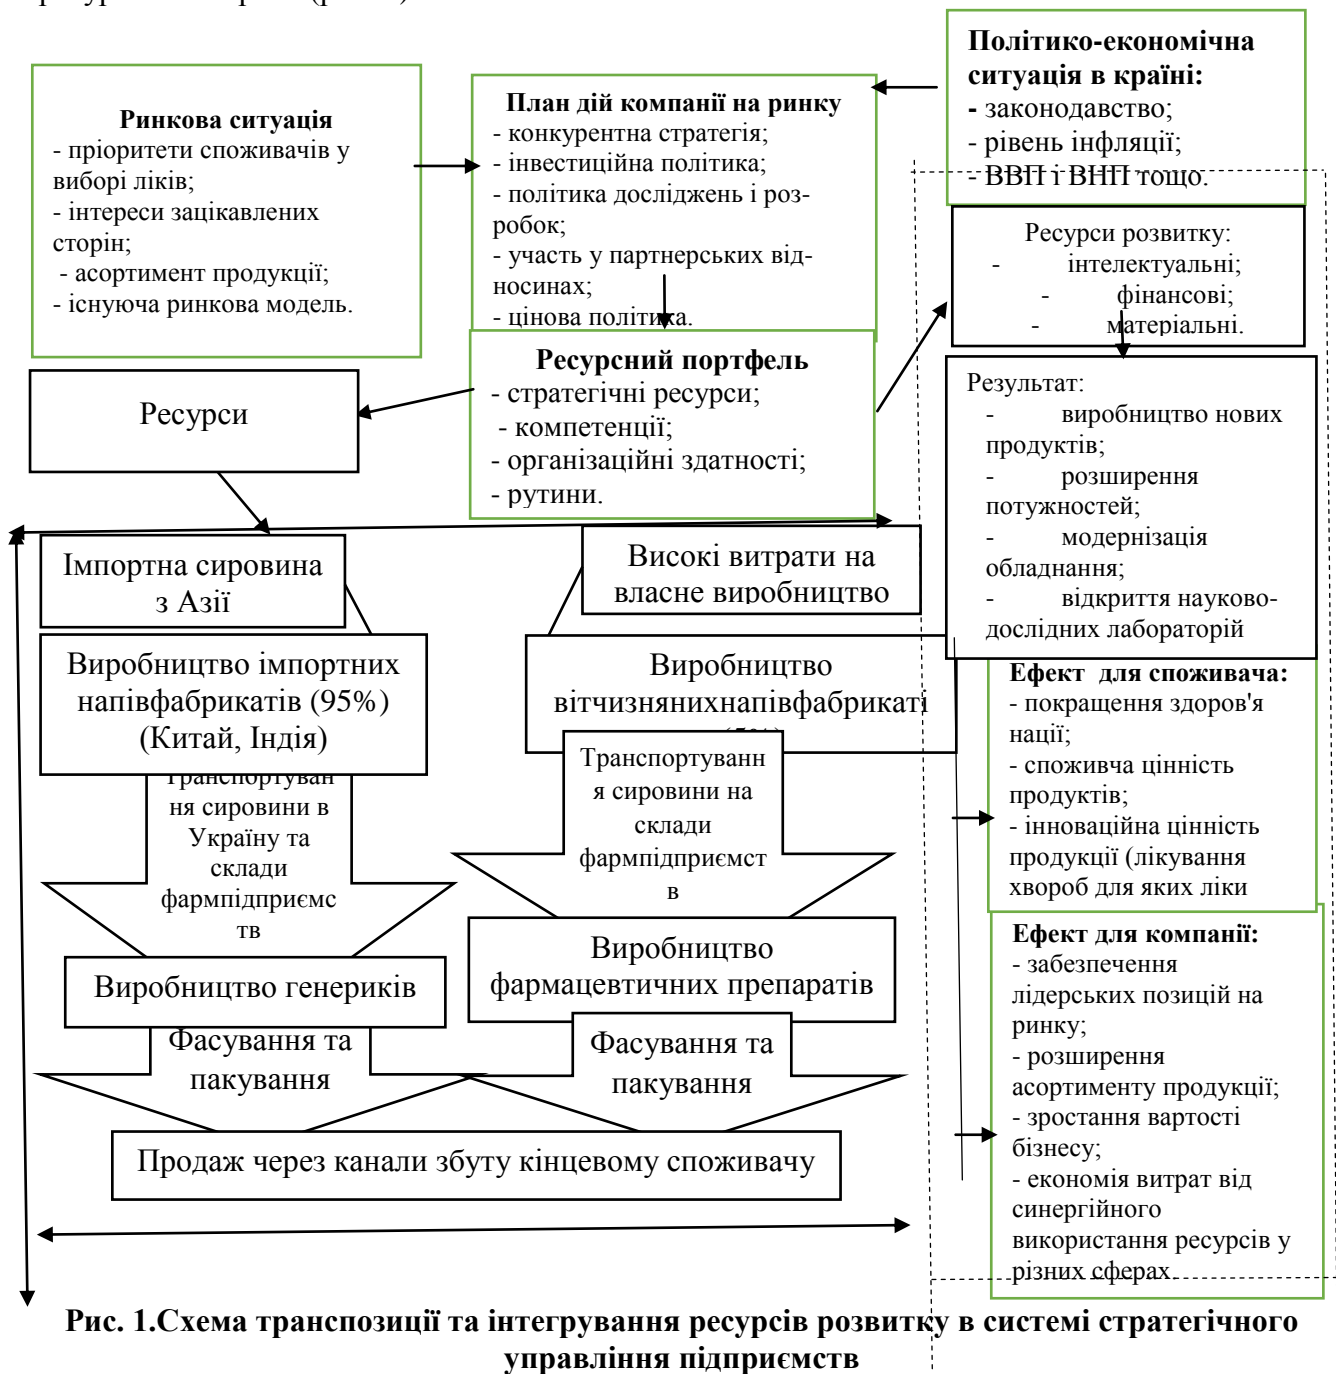 Політико-економічна
ситуація в країні:
- законодавство;
- рівень інфляції;
- ВВП і ВНП тощо.
Ринкова ситуація
- пріоритети споживачів у
виборі ліків;
- інтереси зацікавлених
сторін;
- асортимент продукції;
- існуюча ринкова модель.
План дій компанії на ринку
- конкурентна стратегія;
- інвестиційна політика;
- політика досліджень і роз-
робок;
- участь у партнерських від-
носинах;
- цінова політика.
Ресурси розвитку:
- інтелектуальні;
- фінансові;
- матеріальні.
Ресурсний портфель
- стратегічні ресурси;
- компетенції;
- організаційні здатності;
- рутини.
Ресурси
Результат:
- виробництво нових
продуктів;
- розширення
потужностей;
- модернізація
обладнання;
- відкриття науково-
дослідних лабораторій
Імпортна сировина
з Азії
Високі витрати на
власне виробництво
Виробництво імпортних
напівфабрикатів (95%)
(Китай, Індія)
Виробництво
вітчизнянихнапівфабрикаті
Ефект для споживача:
- покращення здоров'я
нації;
- споживча цінність
продуктів;
- інноваційна цінність
продукції (лікування
хвороб для яких ліки
Транспортуван
ня сировини в
Україну та
склади
фармпідприємс
тв
Транспортуванн
я сировини на
склади
фармпідприємст
в
Виробництво генериків
Виробництво
фармацевтичних препаратів
Ефект для компанії:
- забезпечення
лідерських позицій на
ринку;
- розширення
асортименту продукції;
- зростання вартості
бізнесу;
- економія витрат від
синергійного
використання ресурсів у
різних сферах.
Фасування та
пакування
Фасування та
пакування
Продаж через канали збуту кінцевому споживачу
Рис. 1.Схема транспозиції та інтегрування ресурсів розвитку в системі стратегічного
управління підприємств